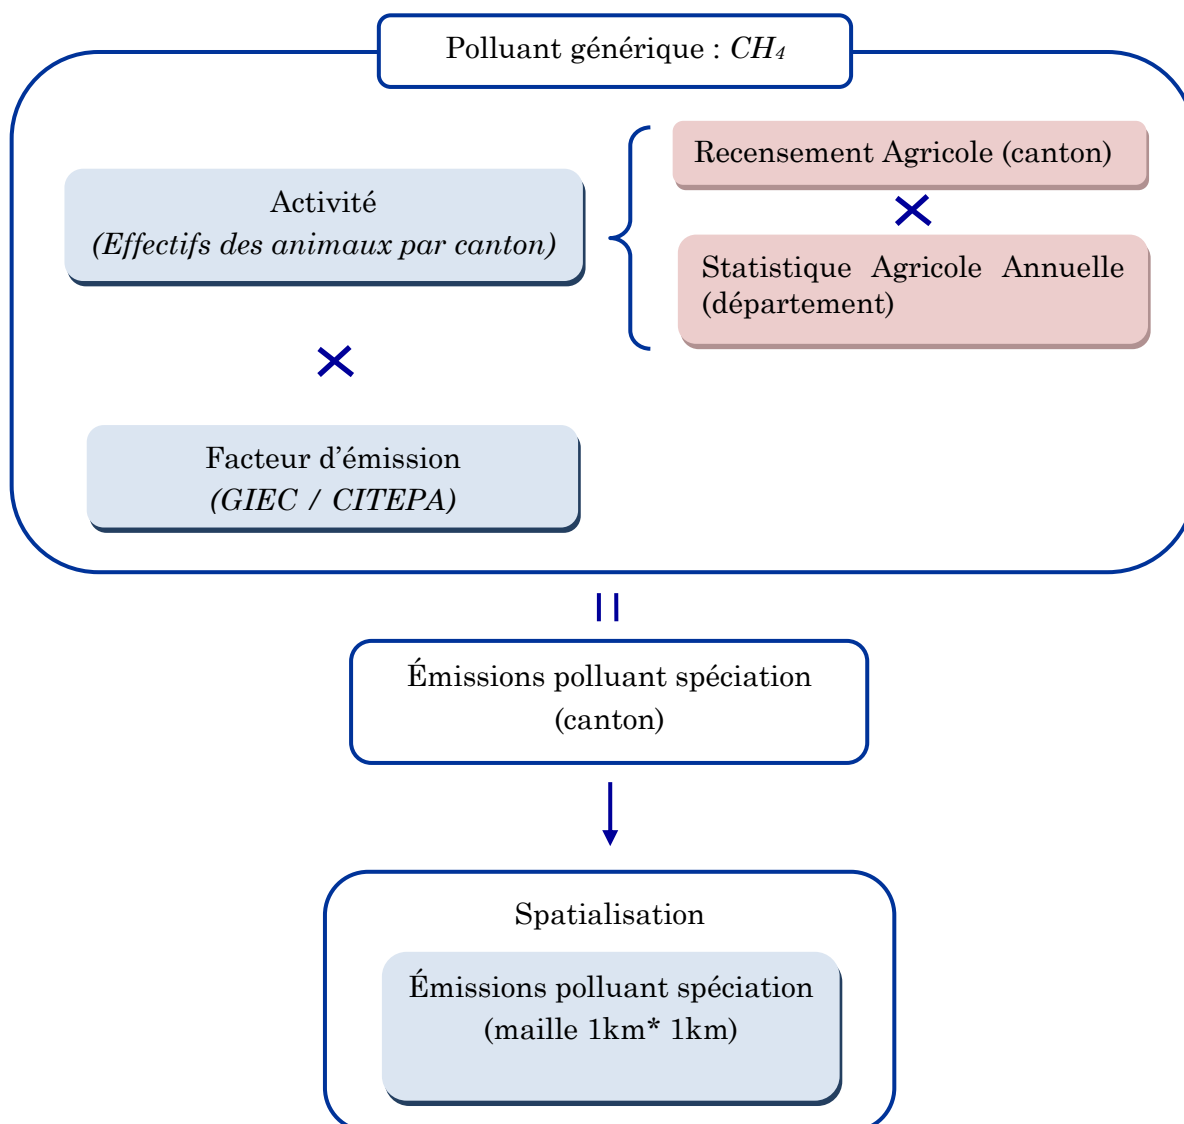 Polluant générique : CH₄
Recensement Agricole (canton)
Activité
(Effectifs des animaux par canton)
Statistique Agricole Annuelle
(département)
Facteur d’émission
(GIEC / CITEPA)
Émissions polluant spéciation
(canton)
Spatialisation
Émissions polluant spéciation
(maille 1km* 1km)